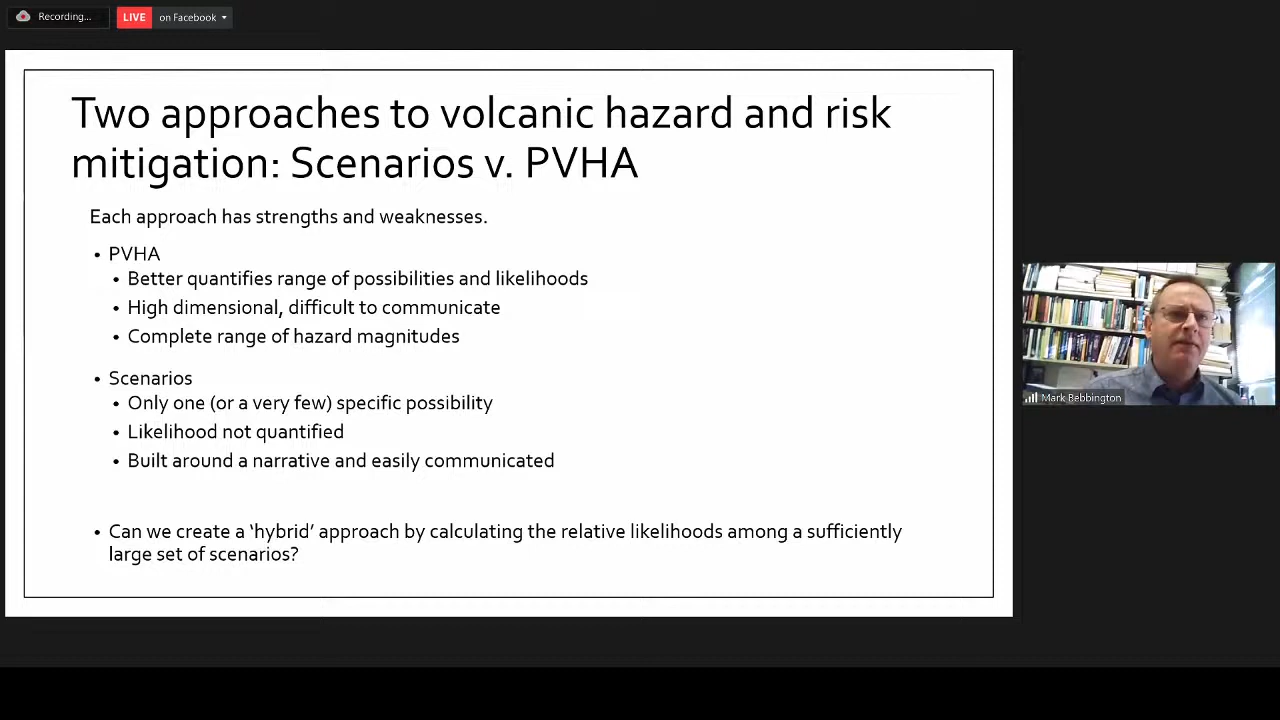 Recording...
LIVE on Facebook
Two approaches to volcanic hazard and risk
mitigation: Scenarios v. PVHA
Each approach has strengths and weaknesses.
• PVHA
• Better quantifies range of possibilities and likelihoods
• High dimensional, difficult to communicate
• Complete range of hazard magnitudes
• Scenarios
• Only one (or a very few) specific possibility
• Likelihood not quantified
• Built around a narrative and easily communicated
• Can we create a ‘hybrid’ approach by calculating the relative likelihoods among a sufficiently
large set of scenarios?
Mark Bebbington